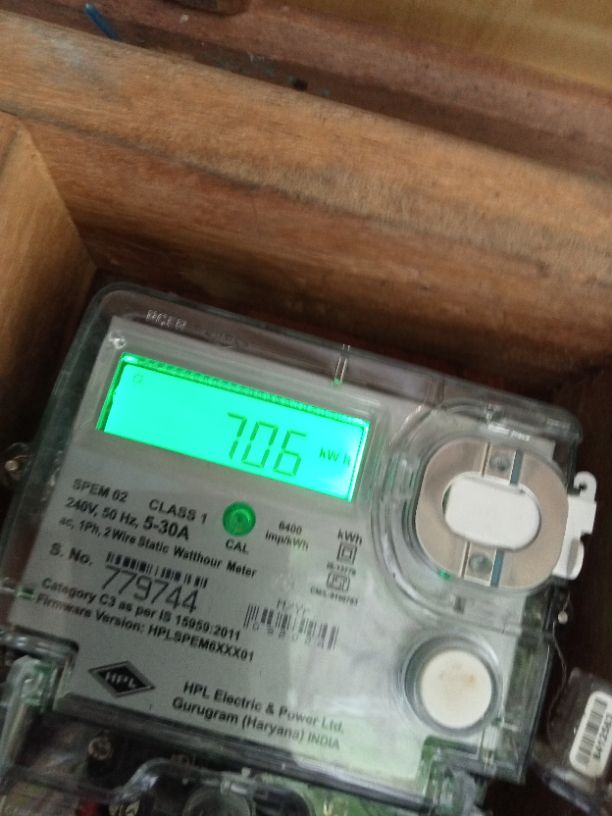 706 kWh
SPEM 02 CLASS 1
240V, 50 Hz, 5-30A
ac, 1Ph, 2Wire Static Watthour Meter
CAL
6400
imp/kWh
kWh
S. No.
779744
Category C3 as per IS 15959:2011
Firmware Version: HPLSPEM6XXX01
HPL
HPL Electric & Power Ltd.
Gurugram (Haryana) INDIA